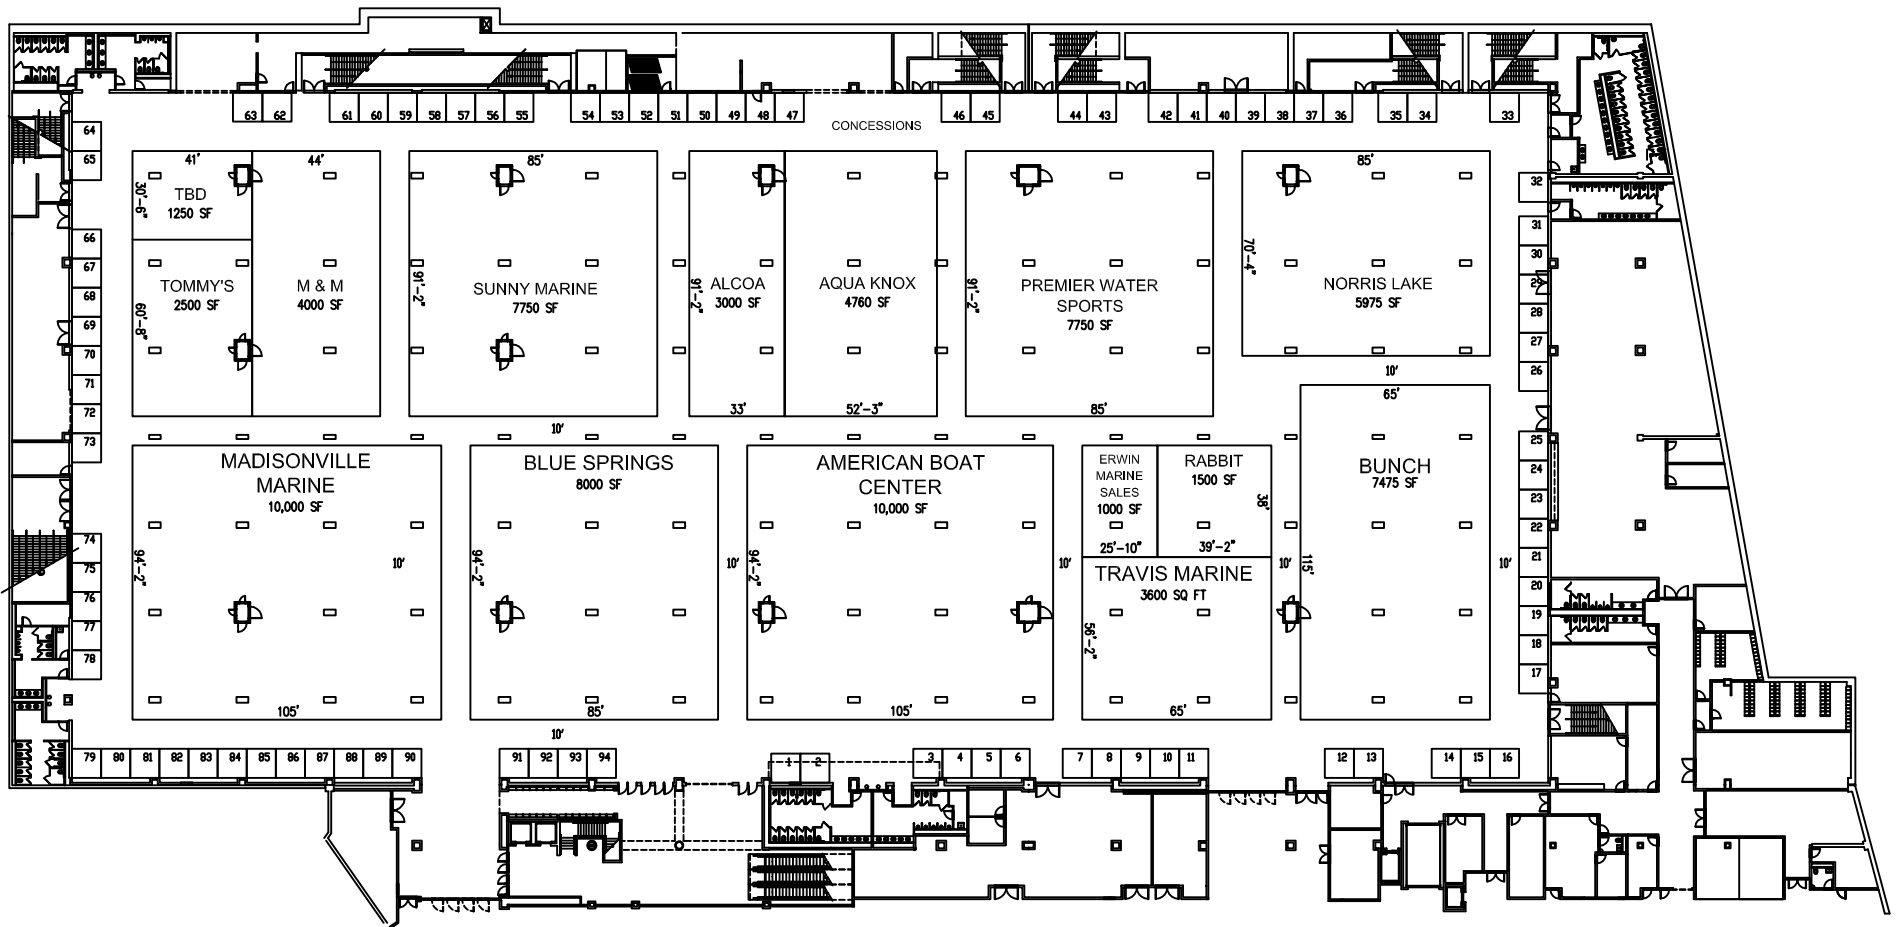 63 62 61 60 59 58 57 56 55 54 53 52 51 50 49 48 47 46 45 44 43 42 41 40 39 38 37 36 35 34 33
CONCESSIONS
64
65
66
67
68
69
70
71
72
73
74
75
76
77
78
41'
30'-6"
TBD
1250 SF
TOMMY'S
2500 SF
60'-8"
44'
M & M
4000 SF
85'
91'-2"
SUNNY MARINE
7750 SF
91'-2"
ALCOA
3000 SF
33'
AQUA KNOX
4760 SF
52'-3"
91'-2"
PREMIER WATER
SPORTS
7750 SF
85'
85'
70'-4"
NORRIS LAKE
5975 SF
10'
32
31
30
29
28
27
26
25
24
23
22
21
20
19
18
17
10'
MADISONVILLE
MARINE
10,000 SF
94'-2"
10'
105'
BLUE SPRINGS
8000 SF
94'-2"
10'
85'
10'
AMERICAN BOAT
CENTER
10,000 SF
94'-2"
10'
105'
ERWIN
MARINE
SALES
1000 SF
25'-10"
RABBIT
1500 SF
38'
39'-2"
TRAVIS MARINE
3600 SQ FT
56'-2"
10'
65'
65'
BUNCH
7475 SF
115'
10'
79 80 81 82 83 84 85 86 87 88 89 90 91 92 93 94 1 2 3 4 5 6 7 8 9 10 11 12 13 14 15 16